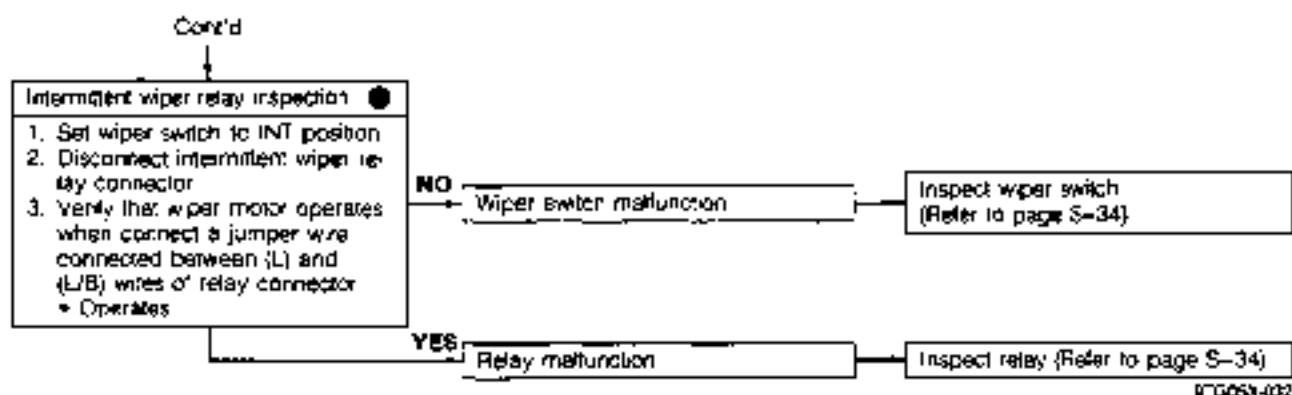 Cont'd
Intermittent wiper relay inspection
1. Set wiper switch to INT position
2. Disconnect intermittent wiper re-
lay connector
3. Verify that wiper motor operates
when connect a jumper wire
connected between (L) and
(L/B) wires of relay connector
• Operates
NO
Wiper switch malfunction
Inspect wiper switch
(Refer to page S–34)
YES
Relay malfunction
Inspect relay (Refer to page S–34)